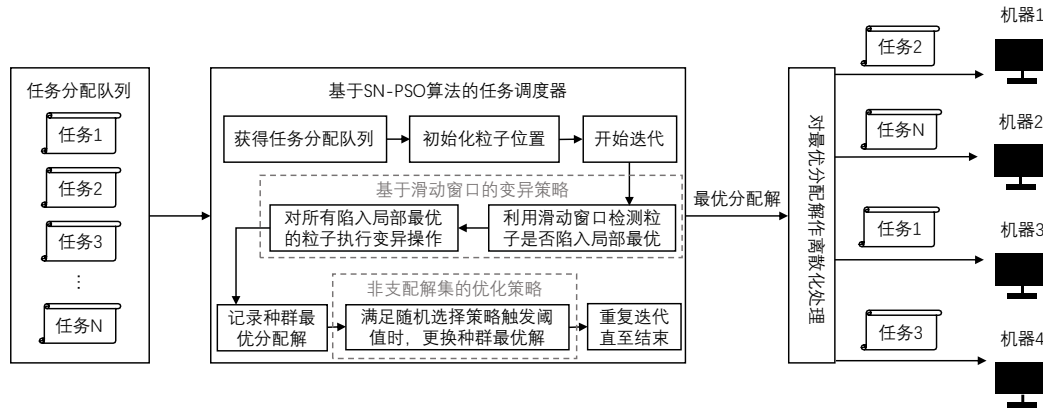 任务分配队列
任务1
任务2
任务3
⋮
任务N
基于SN-PSO算法的任务调度器
获得任务分配队列
初始化粒子位置
开始迭代
基于滑动窗口的变异策略
对所有陷入局部最优
的粒子执行变异操作
利用滑动窗口检测粒
子是否陷入局部最优
非支配解集的优化策略
记录种群最
优分配解
满足随机选择策略触发阈
值时，更换种群最优解
重复迭代
直至结束
最优分配解
对最优分配解作离散化处理
任务2
机器1
任务N
机器2
任务1
机器3
任务3
机器4